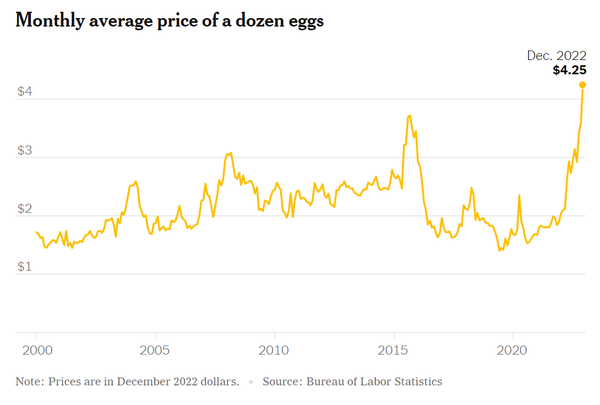 Monthly average price of a dozen eggs
Dec. 2022
$4.25
$4
$3
$2
$1
2000 2005 2010 2015 2020
Note: Prices are in December 2022 dollars. • Source: Bureau of Labor Statistics